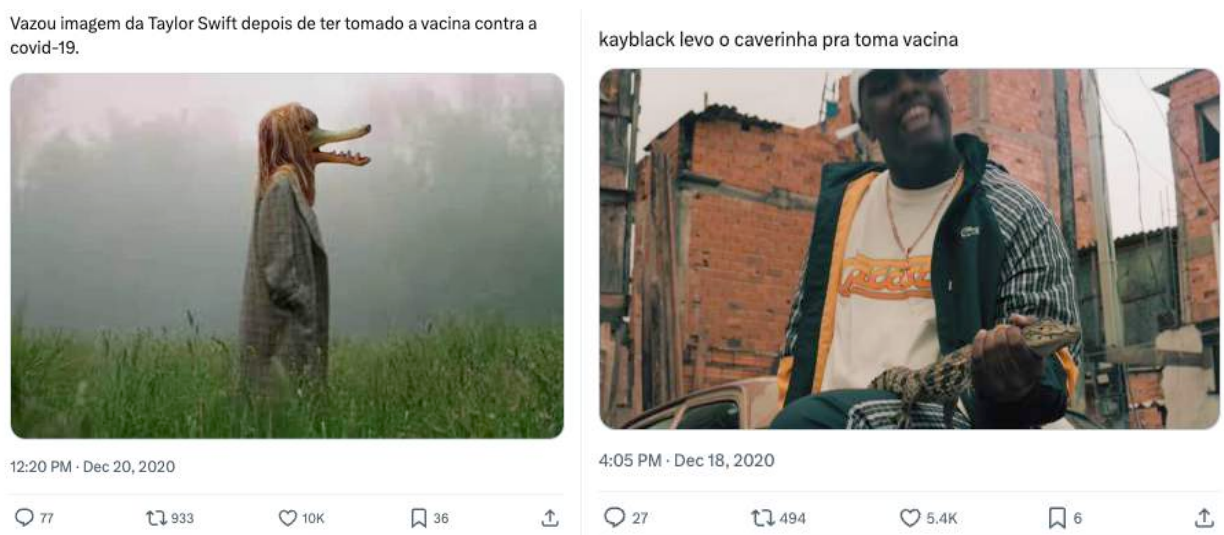 Vazou imagem da Taylor Swift depois de ter tomado a vacina contra a
covid-19.
12:20 PM · Dec 20, 2020
77 933 10K 36
kayblack levo o caverinha pra toma vacina
4:05 PM · Dec 18, 2020
27 494 5.4K 6